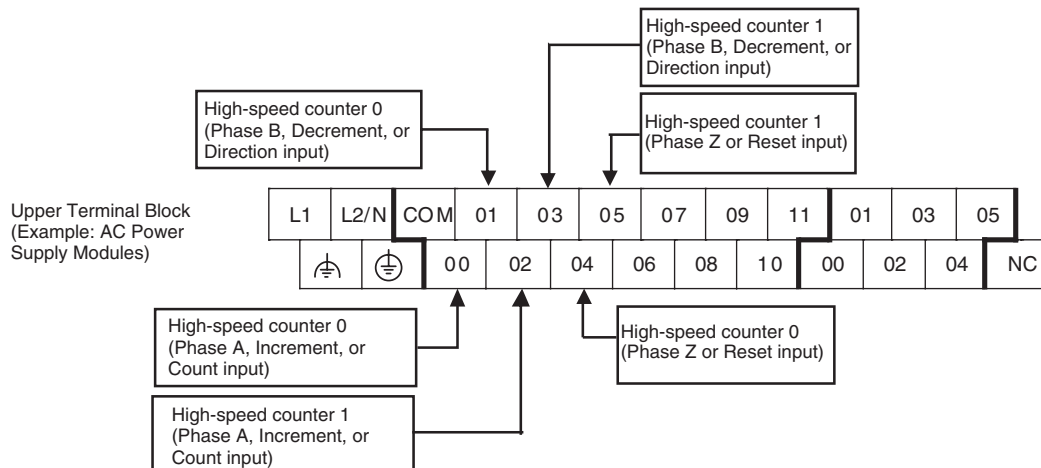 High-speed counter 1
(Phase B, Decrement, or
Direction input)
High-speed counter 0
(Phase B, Decrement, or
Direction input)
High-speed counter 1
(Phase Z or Reset input)
Upper Terminal Block
(Example: AC Power
Supply Modules)
L1 L2/N COM 01 03 05 07 09 11 01 03 05
00 02 04 06 08 10 00 02 04 NC
High-speed counter 0
(Phase A, Increment, or
Count input)
High-speed counter 0
(Phase Z or Reset input)
High-speed counter 1
(Phase A, Increment, or
Count input)